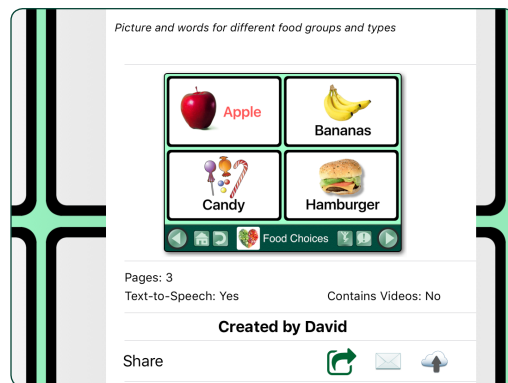 Picture and words for different food groups and types
Apple
Bananas
Candy
Hamburger
Food Choices
Pages: 3
Text-to-Speech: Yes
Contains Videos: No
Created by David
Share